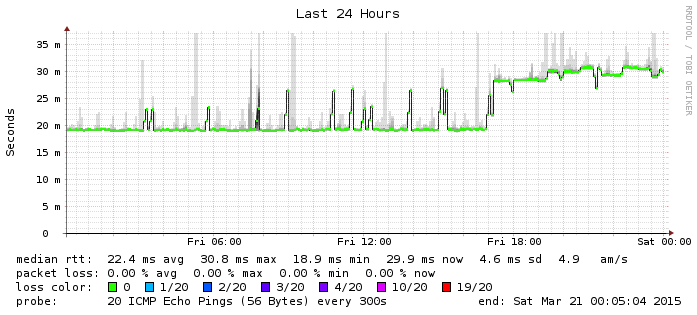 Last 24 Hours
RRDTOOL / TOBI OETIKER
Seconds
35 m
30 m
25 m
20 m
15 m
10 m
5 m
0
Fri 06:00 Fri 12:00 Fri 18:00 Sat 00:00
median rtt: 22.4 ms avg 30.8 ms max 18.9 ms min 29.9 ms now 4.6 ms sd 4.9 am/s
packet loss: 0.00 % avg 0.00 % max 0.00 % min 0.00 % now
loss color: 0 1/20 2/20 3/20 4/20 10/20 19/20
probe: 20 ICMP Echo Pings (56 Bytes) every 300s end: Sat Mar 21 00:05:04 2015